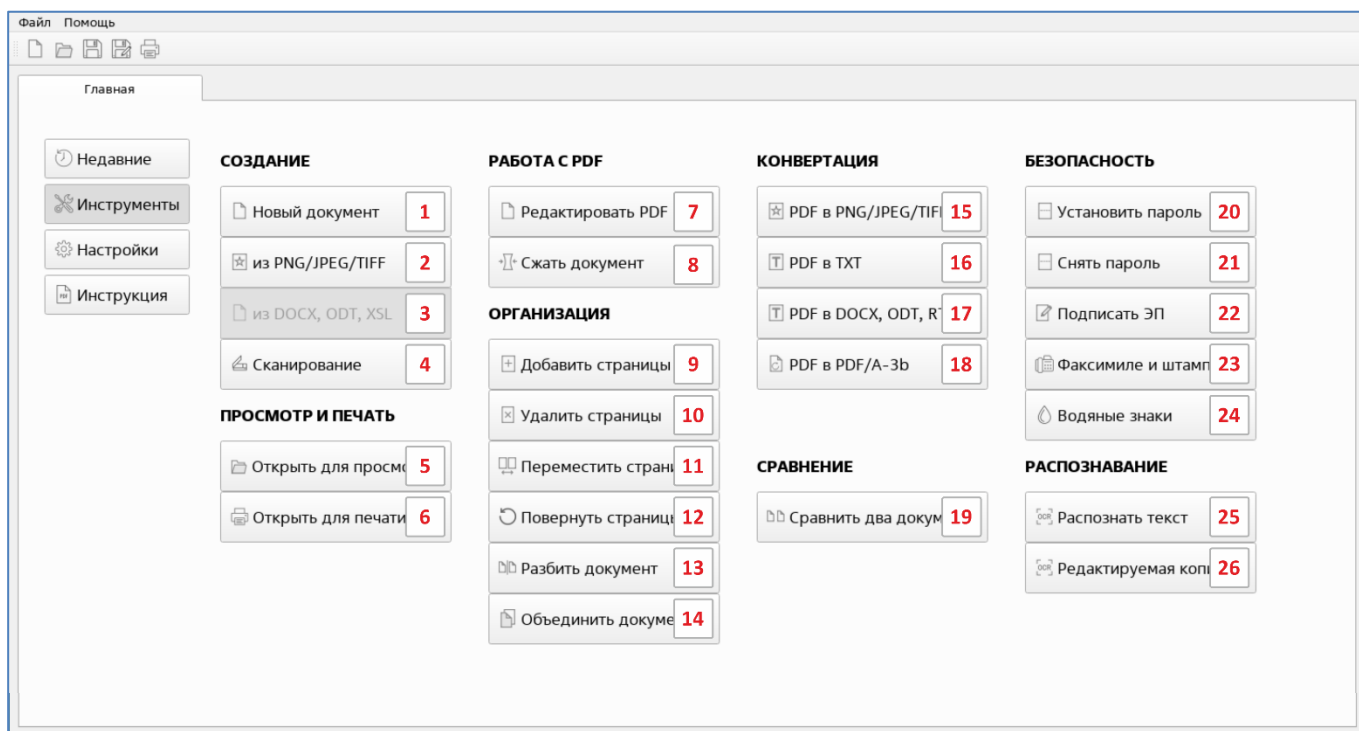 Файл Помощь
Главная
Недавние
Инструменты
Настройки
Инструкция
СОЗДАНИЕ
Новый документ 1
из PNG/JPEG/TIFF 2
из DOCX, ODT, XSL 3
Сканирование 4
ПРОСМОТР И ПЕЧАТЬ
Открыть для просмо 5
Открыть для печати 6
РАБОТА С PDF
Редактировать PDF 7
Сжать документ 8
ОРГАНИЗАЦИЯ
Добавить страницы 9
Удалить страницы 10
Переместить страни 11
Повернуть страницы 12
Разбить документ 13
Объединить докуме 14
КОНВЕРТАЦИЯ
PDF в PNG/JPEG/TIF 15
PDF в TXT 16
PDF в DOCX, ODT, RT 17
PDF в PDF/A-3b 18
СРАВНЕНИЕ
Сравнить два докум 19
БЕЗОПАСНОСТЬ
Установить пароль 20
Снять пароль 21
Подписать ЭП 22
Факсимиле и штамп 23
Водяные знаки 24
РАСПОЗНАВАНИЕ
Распознать текст 25
Редактируемая копи 26